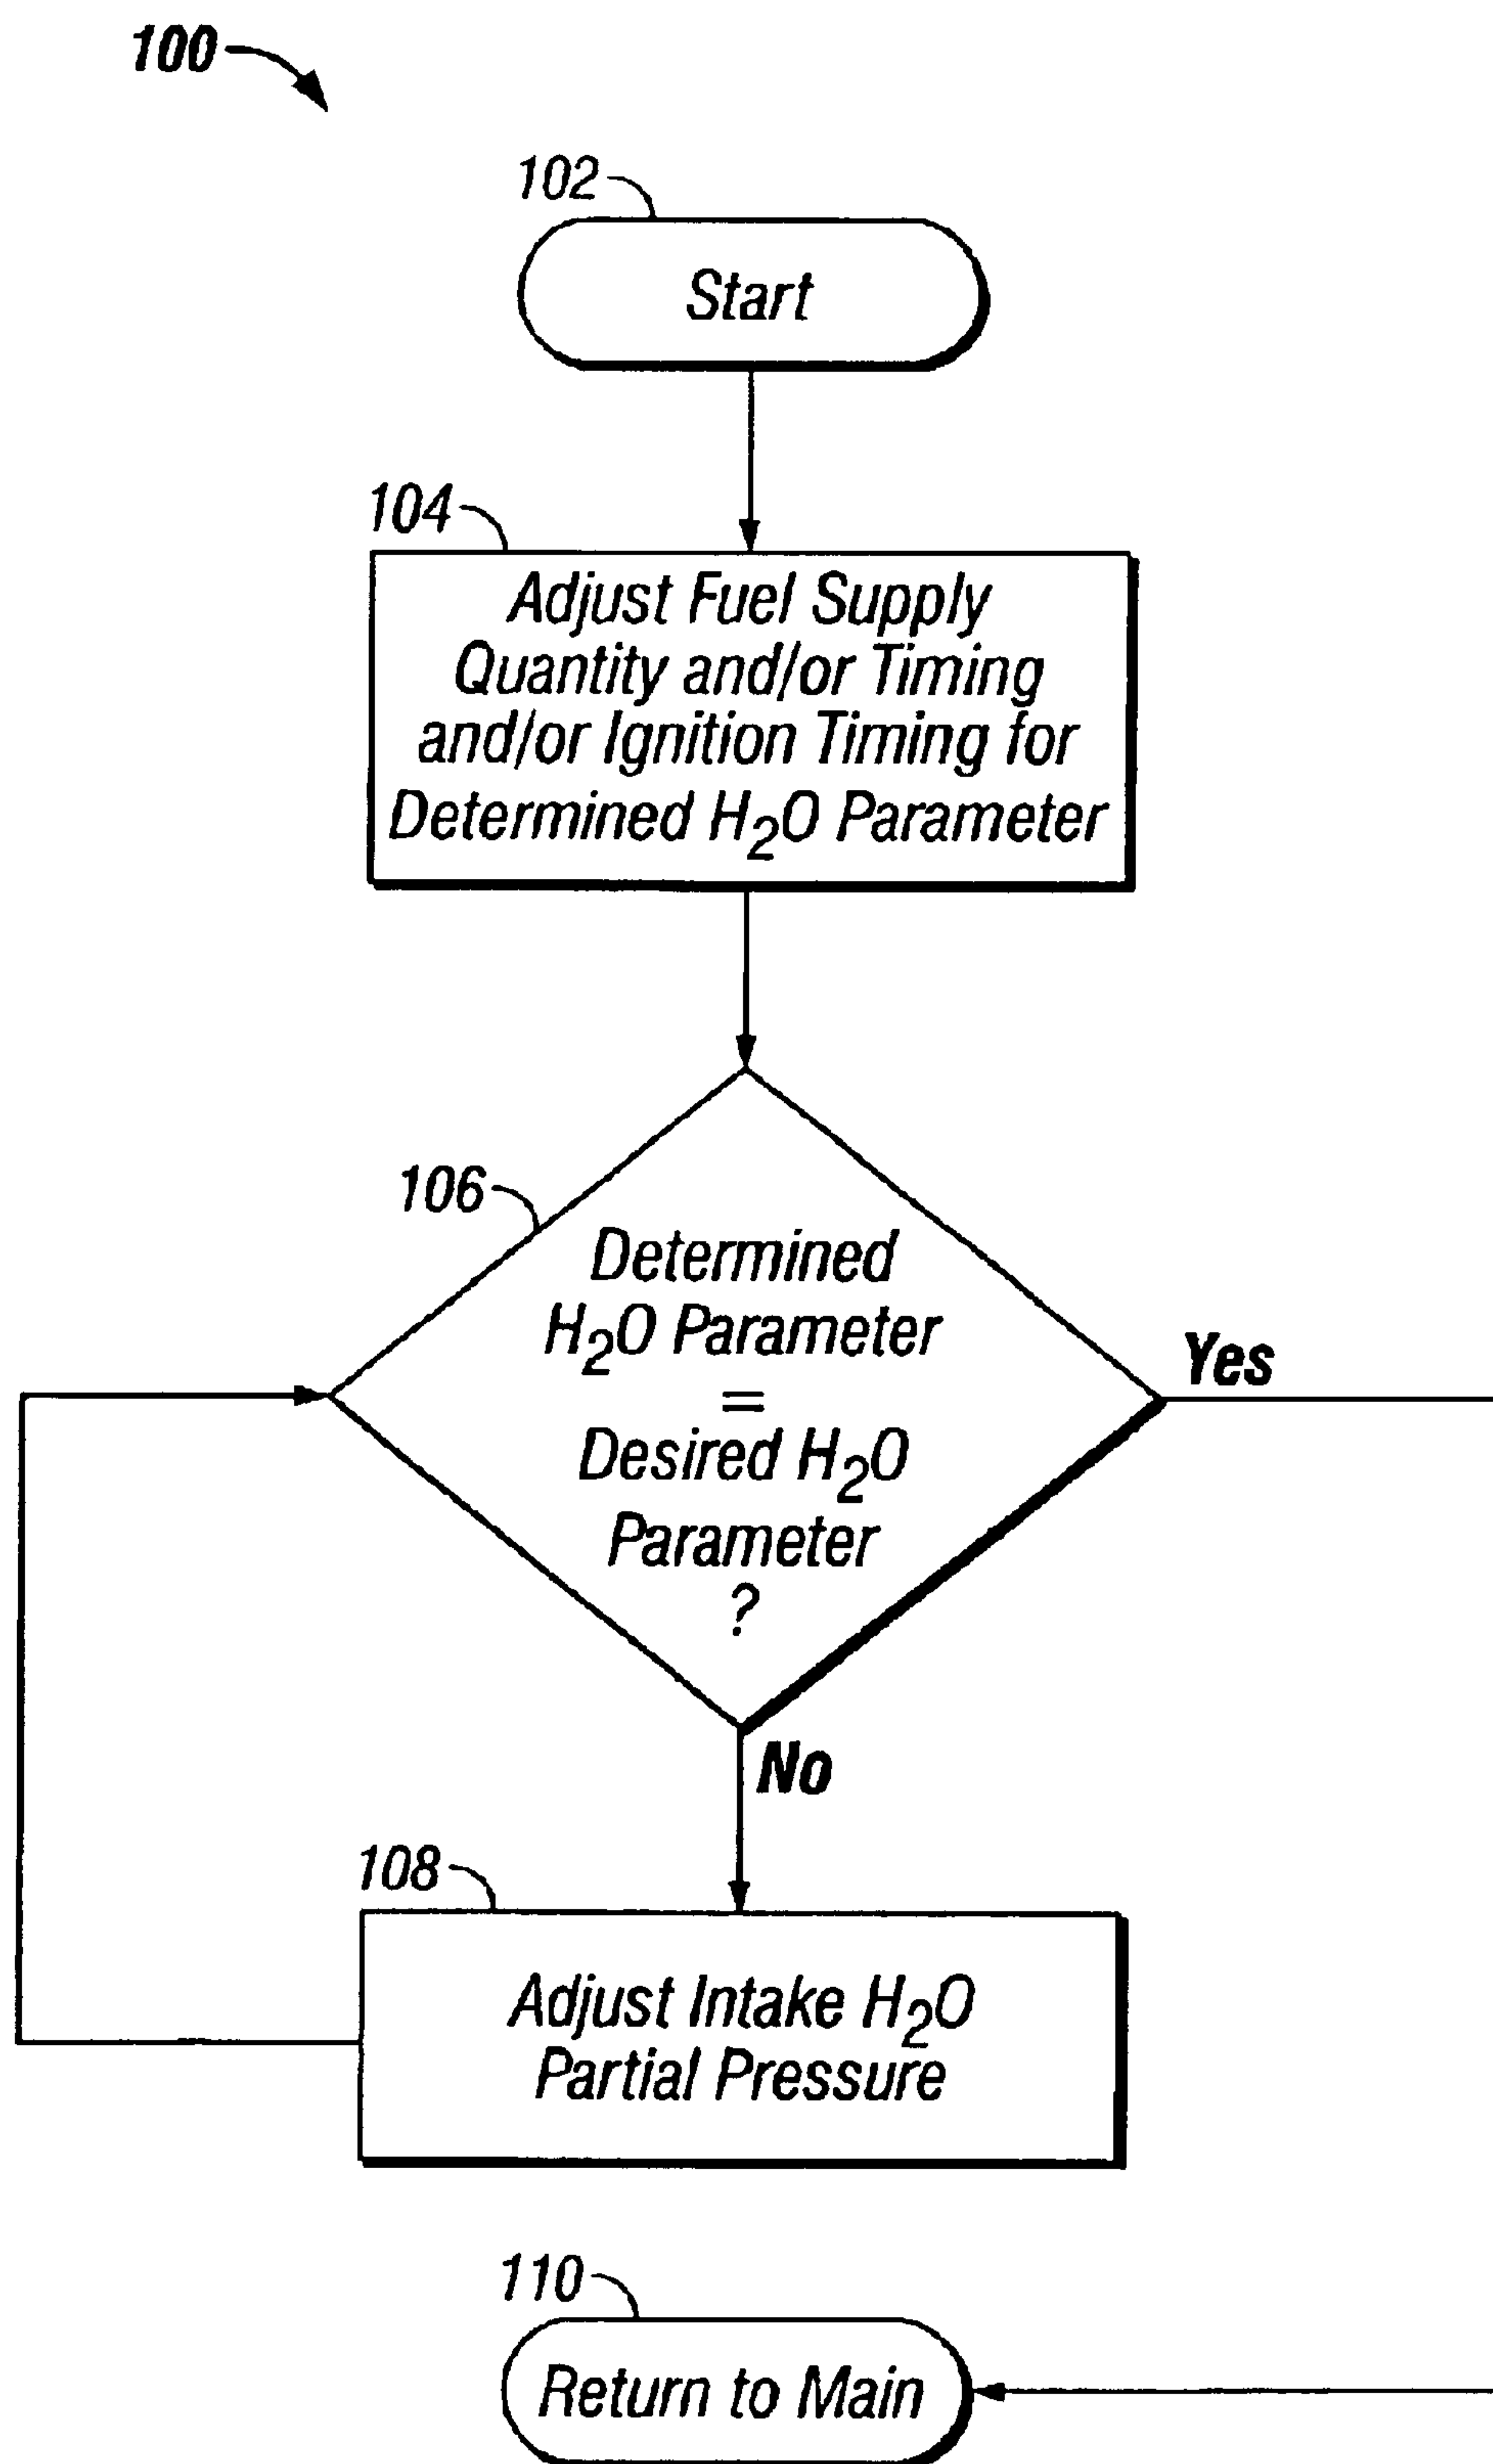 100
102
Start
104
Adjust Fuel Supply
Quantity and/or Timing
and/or Ignition Timing for
Determined H₂O Parameter
106
Determined
H₂O Parameter
=
Desired H₂O
Parameter
?
Yes
No
108
Adjust Intake H₂O
Partial Pressure
110
Return to Main